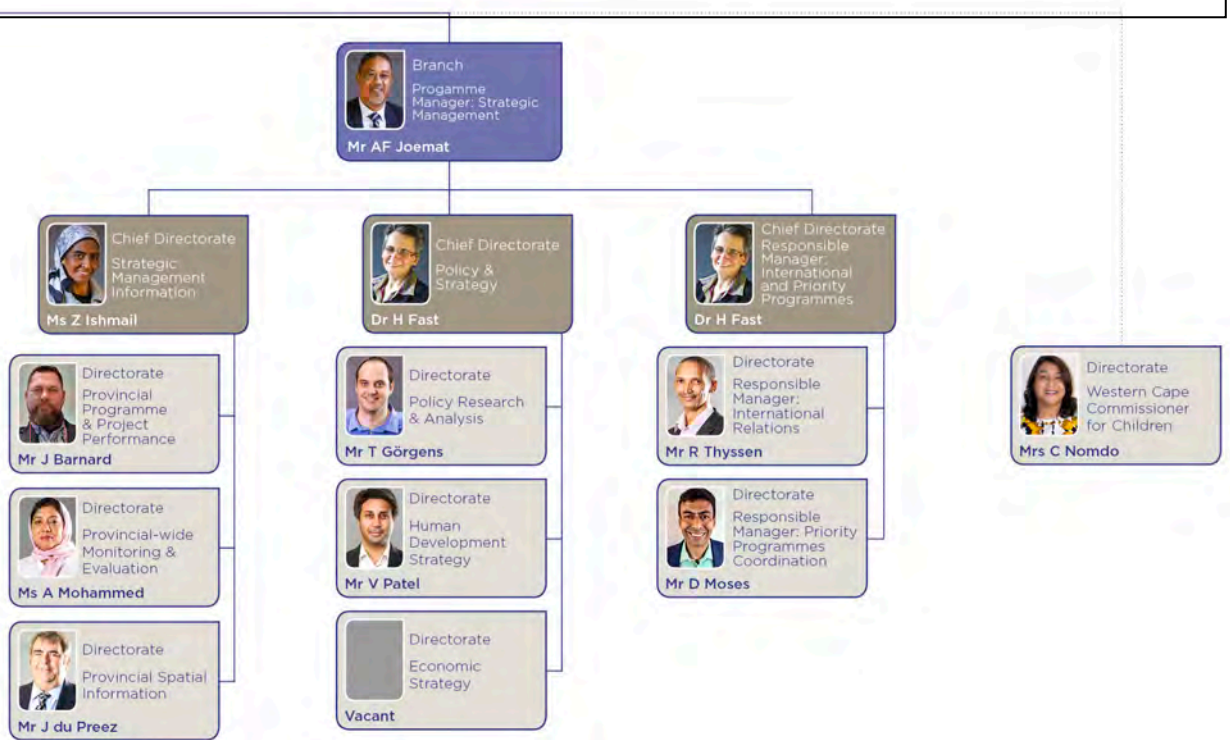 Branch
Progamme
Manager: Strategic
Management
Mr AF Joemat
Chief Directorate
Strategic
Management
Information
Ms Z Ishmail
Chief Directorate
Policy &
Strategy
Dr H Fast
Chief Directorate
Responsible
Manager:
International
and Priority
Programmes
Dr H Fast
Directorate
Provincial
Programme
& Project
Performance
Mr J Barnard
Directorate
Policy Research
& Analysis
Mr T Görgens
Directorate
Responsible
Manager:
International
Relations
Mr R Thyssen
Directorate
Western Cape
Commissioner
for Children
Mrs C Nomdo
Directorate
Provincial-wide
Monitoring &
Evaluation
Ms A Mohammed
Directorate
Human
Development
Strategy
Mr V Patel
Directorate
Responsible
Manager: Priority
Programmes
Coordination
Mr D Moses
Directorate
Provincial Spatial
Information
Mr J du Preez
Directorate
Economic
Strategy
Vacant